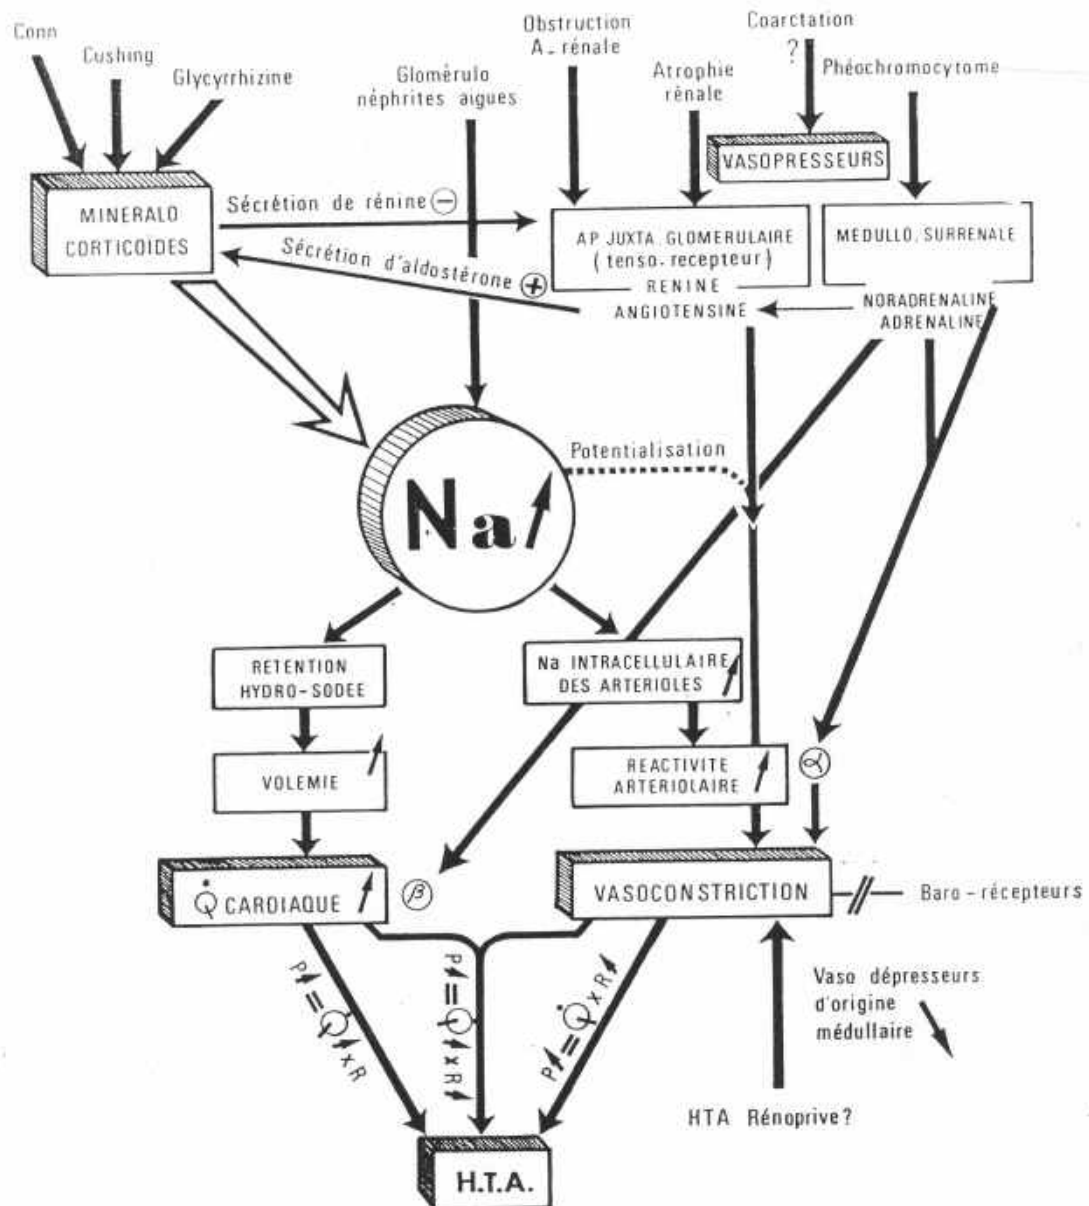 Conn
Cushing
Glycyrrhizine
Glomérulo
néphrites aigues
Obstruction
A_ rénale
Atrophie
rénale
Coarctation
?
Phéochromocytome
VASOPRESSEURS
MINERALO
CORTICOÏDES
Sécrétion de rénine ⊖
Sécrétion d'aldostérone ⊕
AP JUXTA. GLOMERULAIRE
( tenso. recepteur )
RENINE
ANGIOTENSINE
MEDULLO. SURRENALE
NORADRENALINE
ADRENALINE
Potentialisation
Na
RETENTION
HYDRO-SODEE
Na INTRACELLULAIRE
DES ARTERIOLES
VOLEMIE
REACTIVITE
ARTERIOLAIRE
α
Q̇ CARDIAQUE
β
VASOCONSTRICTION
Baro-récepteurs
P = Q̇ x R
P = Q̇ x R
P = Q̇ x R
Vaso dépresseurs
d'origine
médullaire
HTA Rénoprive?
H.T.A.